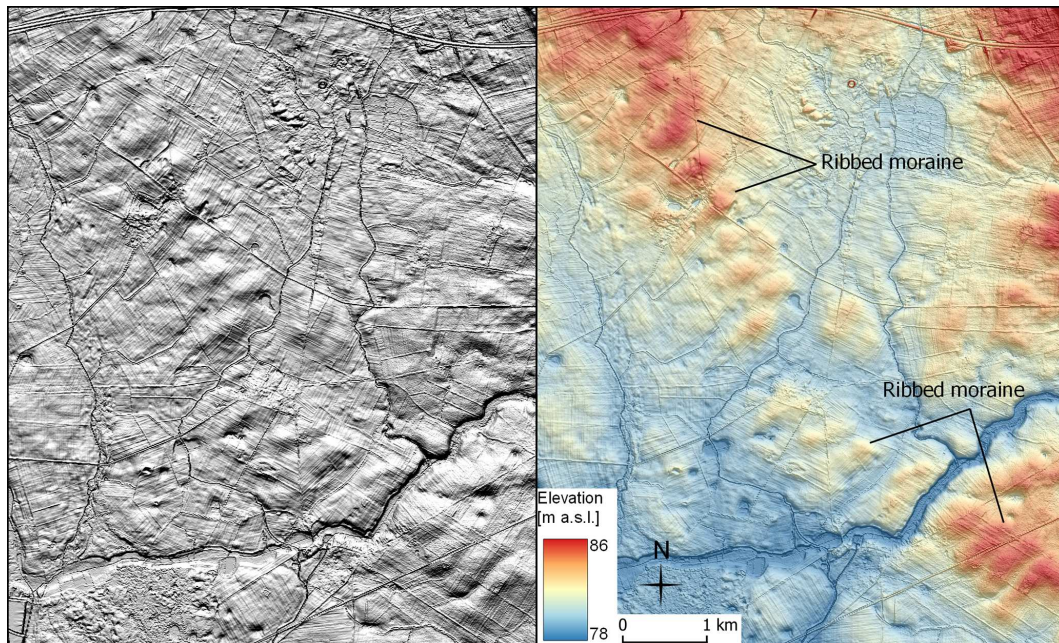 Ribbed moraine
Ribbed moraine
Elevation
[m a.s.l.]
86
78
N
0
1 km